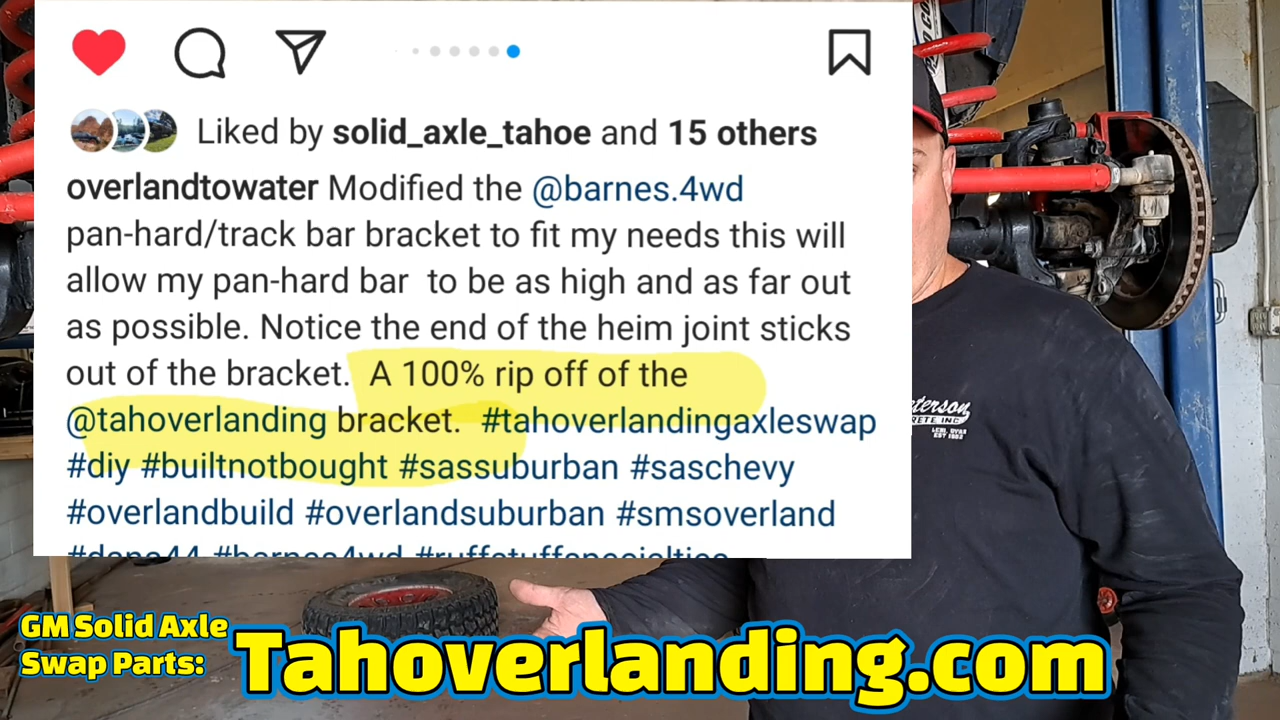 Liked by solid_axle_tahoe and 15 others
overlandtowater Modified the @barnes.4wd
pan-hard/track bar bracket to fit my needs this will
allow my pan-hard bar to be as high and as far out
as possible. Notice the end of the heim joint sticks
out of the bracket. A 100% rip off of the
@tahoverlanding bracket. #tahoverlandingaxleswap
#diy #builtnotbought #sassuburban #saschevy
#overlandbuild #overlandsuburban #smsoverland
#dana44 #barnes4wd #ruffstuffspecialties
GM Solid Axle
Swap Parts:
Tahoverlanding.com